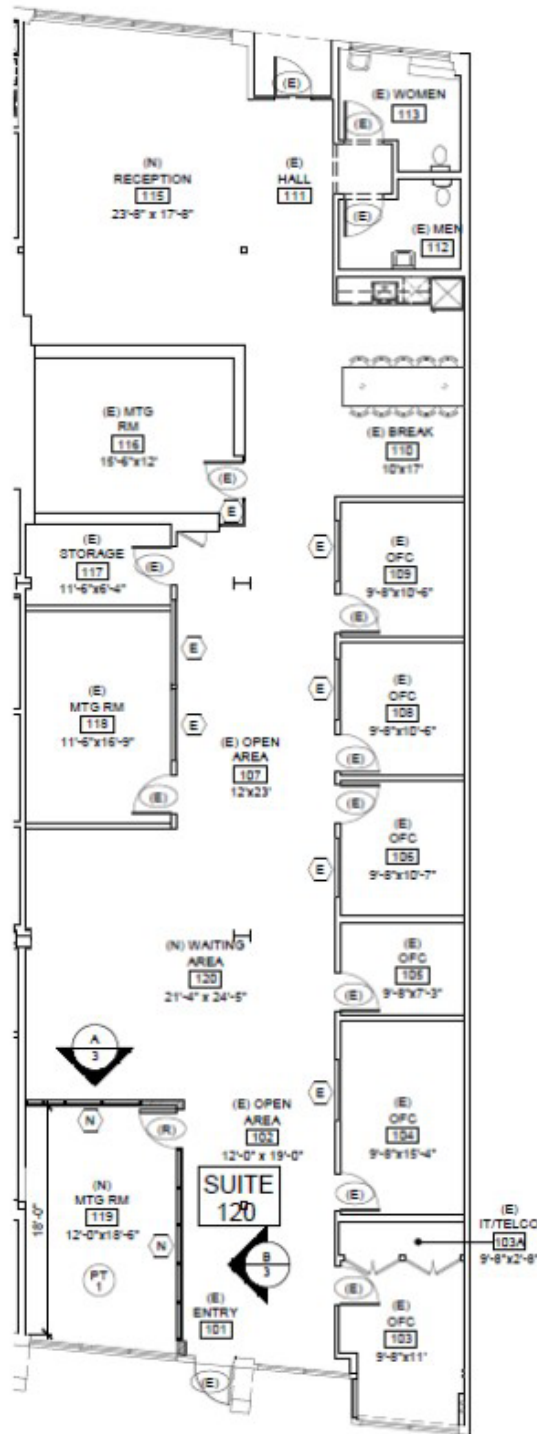 (E)
(E) WOMEN
113
(E)
(N)
RECEPTION
115
23'-8" x 17'-8"
(E)
HALL
111
(E)
(E) MEN
112
(E) MTG
RM
116
15'-6"x12'
(E)
E
(E) BREAK
110
10'x17'
(E)
STORAGE
117
11'-6"x6'-4"
(E)
E
(E)
OFC
109
9'-8"x10'-6"
(E)
E
(E)
MTG RM
118
11'-6"x16'-9"
E
(E)
E
(E)
OFC
108
9'-8"x10'-6"
(E)
(E) OPEN
AREA
107
12'x23'
(E)
E
(E)
OFC
106
9'-8"x10'-7"
(N) WAITING
AREA
120
21'-4" x 24'-5"
(E)
OFC
105
9'-8"x7'-3"
(E)
A
3
N
(R)
(E) OPEN
AREA
102
12'-0" x 19'-0"
E
(E)
OFC
104
9'-8"x15'-4"
(E)
18'-0"
(N)
MTG RM
119
12'-0"x18'-6"
N
PT
1
SUITE
120
B
3
(E)
IT/TELCO
103A
9'-8"x2'-8"
(E)
ENTRY
101
(E)
(E)
(E)
OFC
103
9'-8"x11'